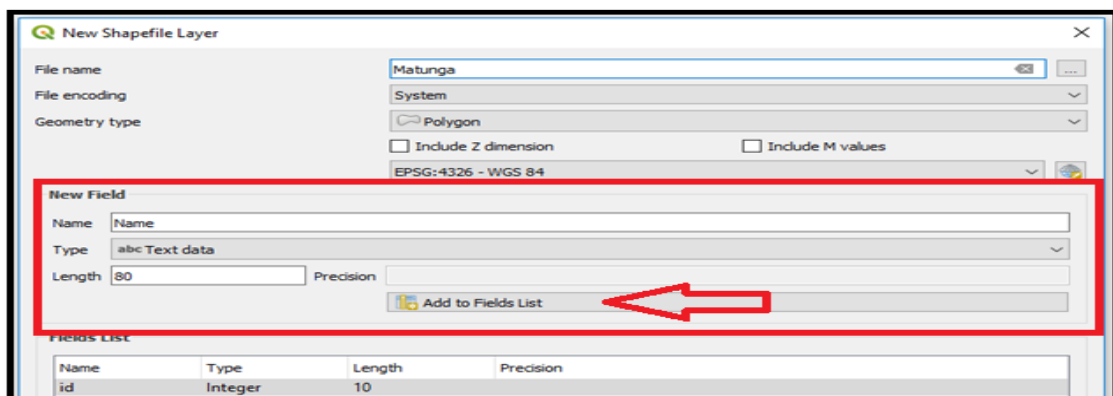 New Shapefile Layer
File name Matunga ...
File encoding System
Geometry type Polygon
Include Z dimension Include M values
EPSG:4326 - WGS 84
New Field
Name Name
Type abc Text data
Length 80 Precision
Add to Fields List
Fields List
Name Type Length Precision
id Integer 10